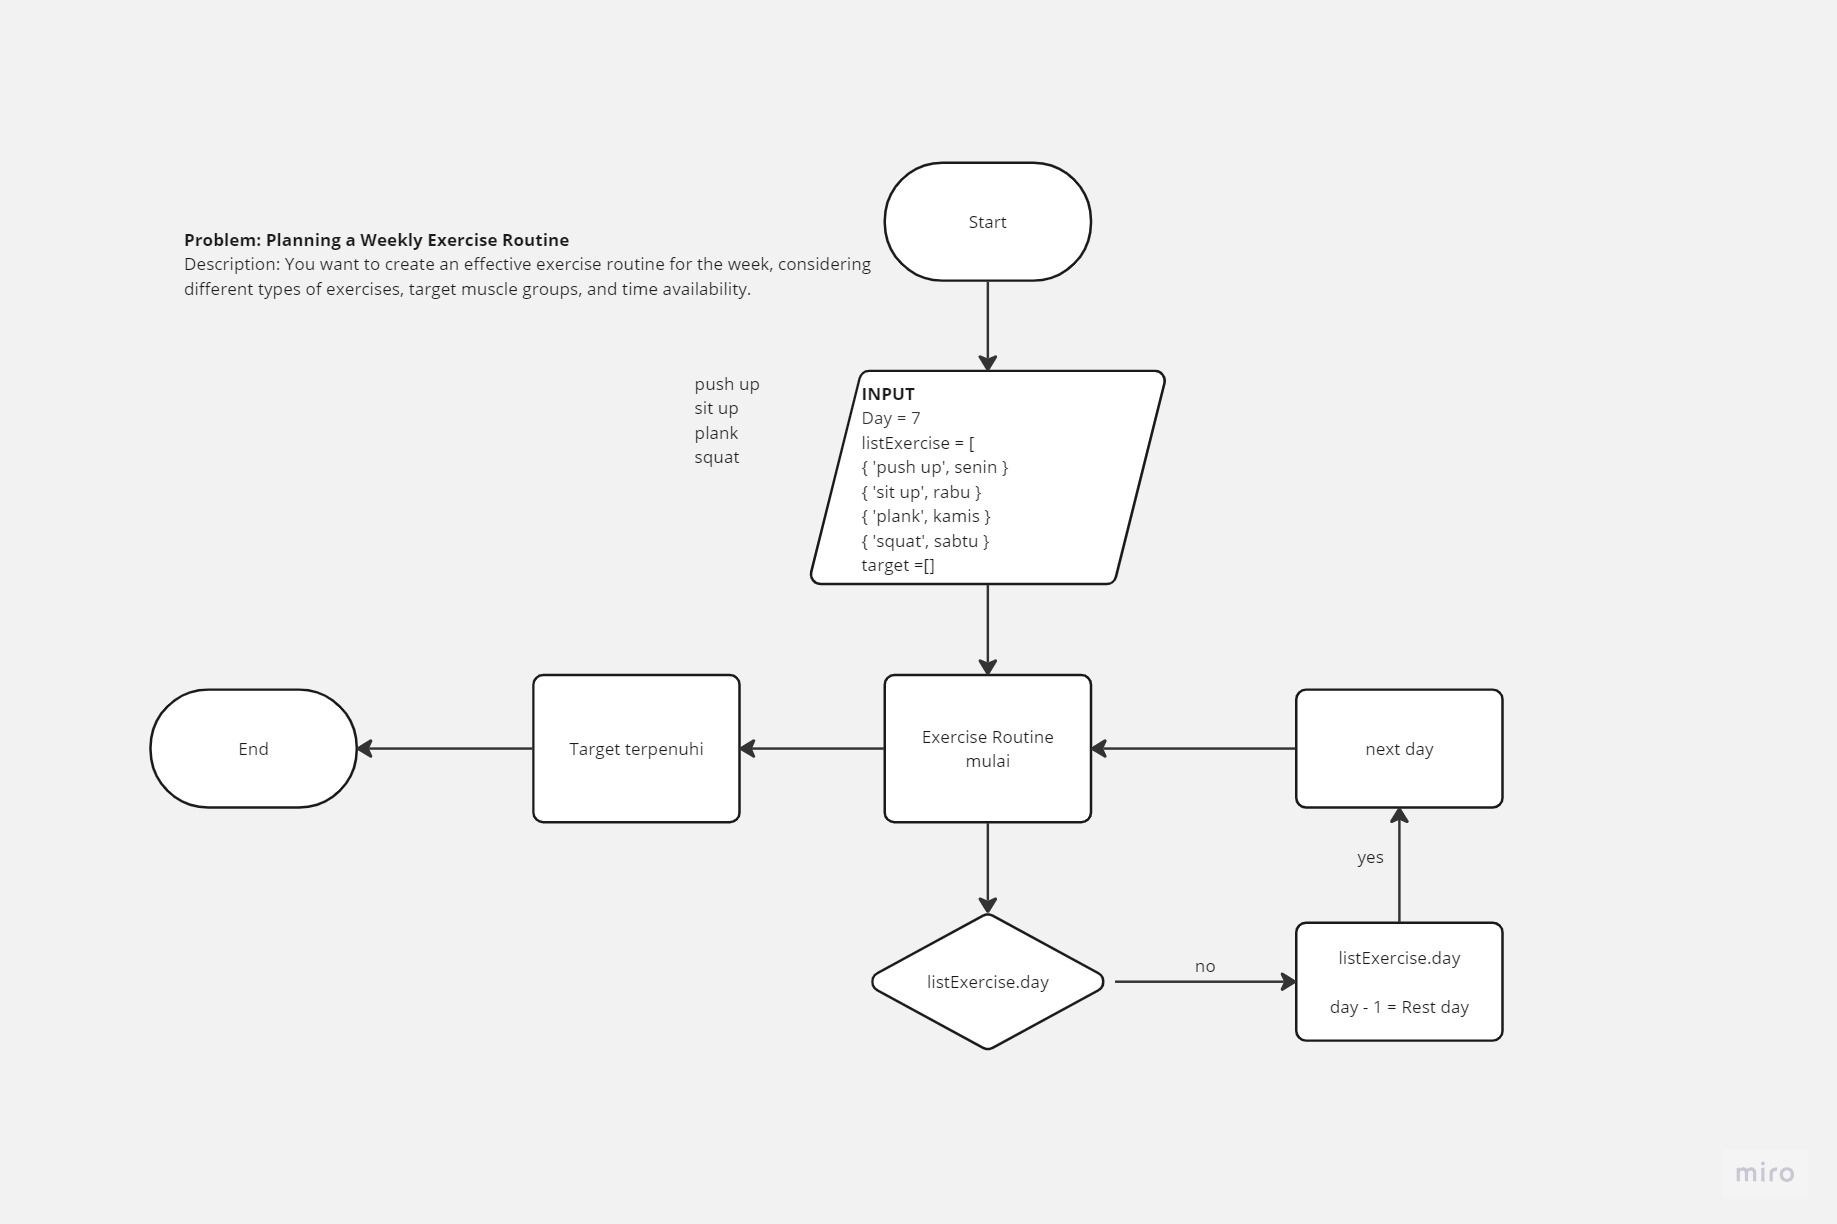 Start
Problem: Planning a Weekly Exercise Routine
Description: You want to create an effective exercise routine for the week, considering
different types of exercises, target muscle groups, and time availability.
push up
sit up
plank
squat
INPUT
Day = 7
listExercise = [
{ 'push up', senin }
{ 'sit up', rabu }
{ 'plank', kamis }
{ 'squat', sabtu }
target =[]
End
Target terpenuhi
Exercise Routine
mulai
next day
yes
listExercise.day
no
listExercise.day
day - 1 = Rest day
miro